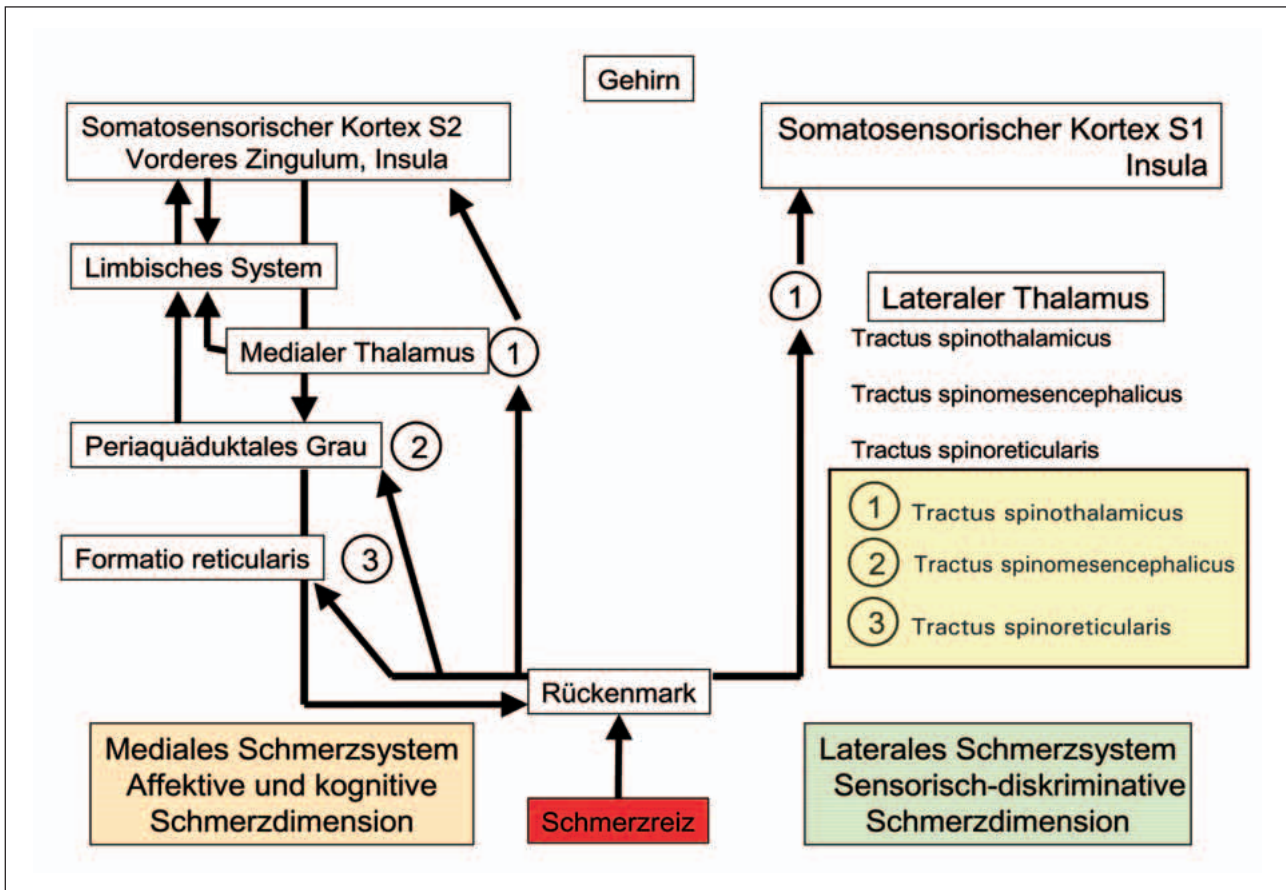 Gehirn
Somatosensorischer Kortex S2
Vorderes Zingulum, Insula
Somatosensorischer Kortex S1
Insula
Limbisches System
1
Lateraler Thalamus
Medialer Thalamus
1
Tractus spinothalamicus
Tractus spinomesencephalicus
Periaquäduktales Grau
2
Tractus spinoreticularis
1 Tractus spinothalamicus
Formatio reticularis
3
2 Tractus spinomesencephalicus
3 Tractus spinoreticularis
Rückenmark
Mediales Schmerzsystem
Affektive und kognitive
Schmerzdimension
Schmerzreiz
Laterales Schmerzsystem
Sensorisch-diskriminative
Schmerzdimension